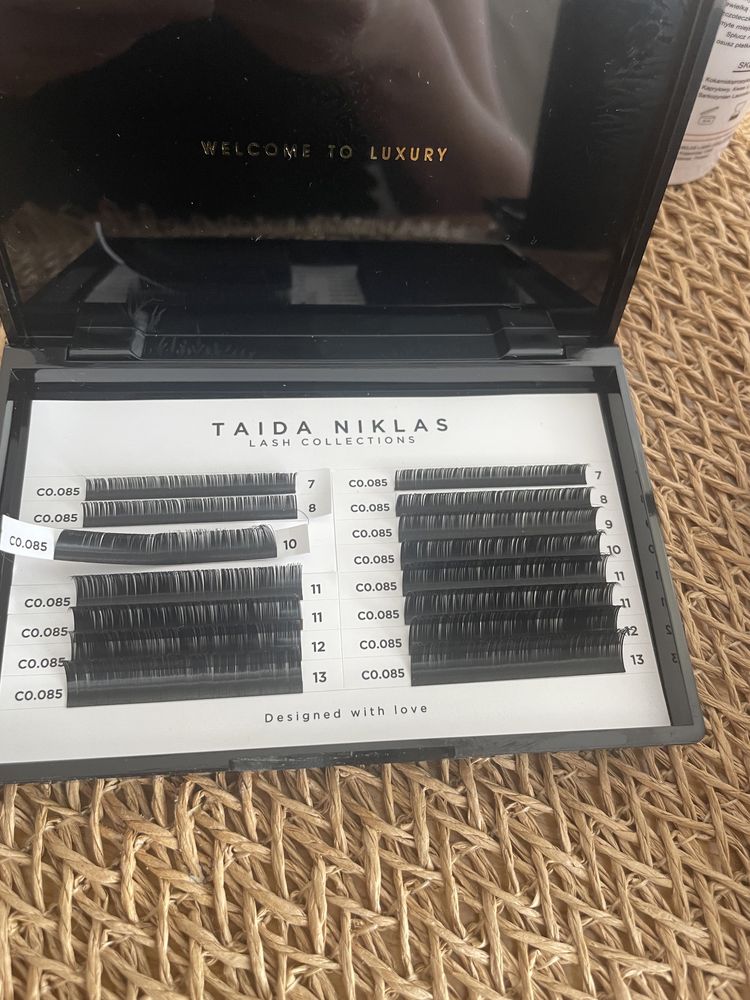 WELCOME TO LUXURY
TAIDA NIKLAS
LASH COLLECTIONS
C0.085 7
C0.085 8
C0.085 10
C0.085 11
C0.085 11
C0.085 12
C0.085 13
C0.085 7
C0.085 8
C0.085 9
C0.085 10
C0.085 11
C0.085 11
C0.085 12
C0.085 13
Designed with love